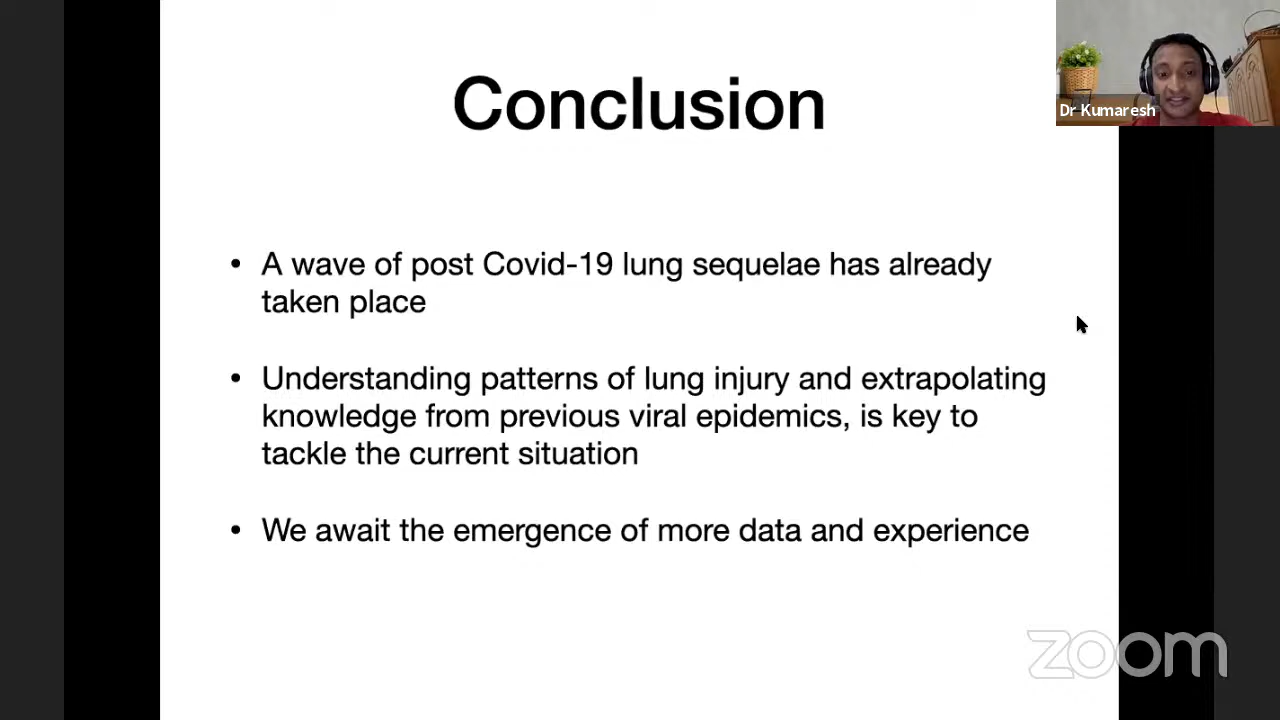 Conclusion
Dr Kumaresh
• A wave of post Covid-19 lung sequelae has already
taken place
• Understanding patterns of lung injury and extrapolating
knowledge from previous viral epidemics, is key to
tackle the current situation
• We await the emergence of more data and experience
zoom